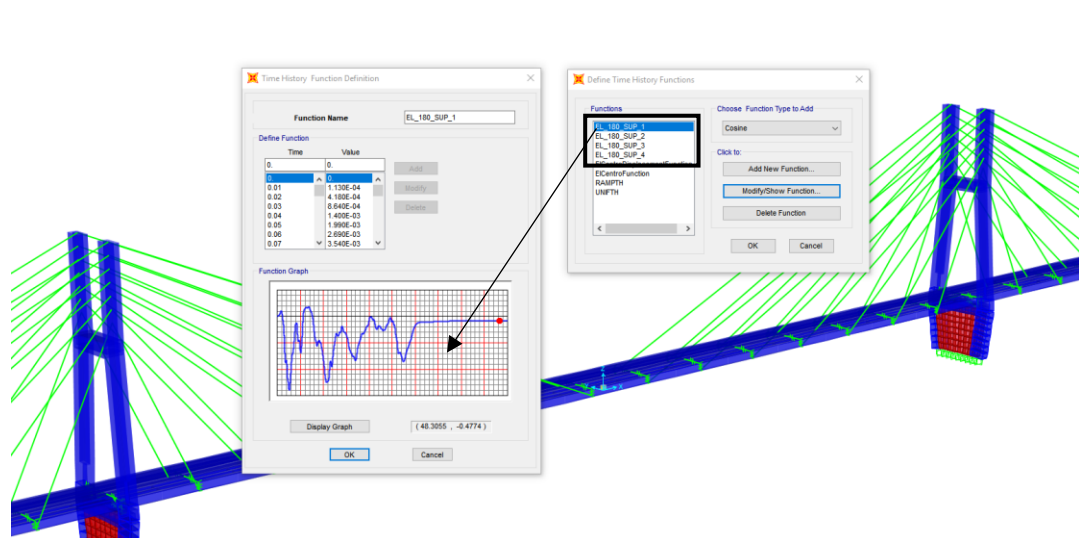 Time History Function Definition
Function Name
EL_180_SUP_1
Define Function
Time Value
0. 0.
0. 0.
0.01 1.130E-04
0.02 4.180E-04
0.03 8.640E-04
0.04 1.400E-03
0.05 1.990E-03
0.06 2.690E-03
0.07 3.540E-03
Add
Modify
Delete
Function Graph
Display Graph
( 48.3055 , -0.4774 )
OK Cancel
Define Time History Functions
Functions
EL_180_SUP_1
EL_180_SUP_2
EL_180_SUP_3
EL_180_SUP_4
ElCentroFunction
RAMPTH
UNIFTH
Choose Function Type to Add
Cosine
Click to:
Add New Function...
Modify/Show Function...
Delete Function
OK Cancel
X